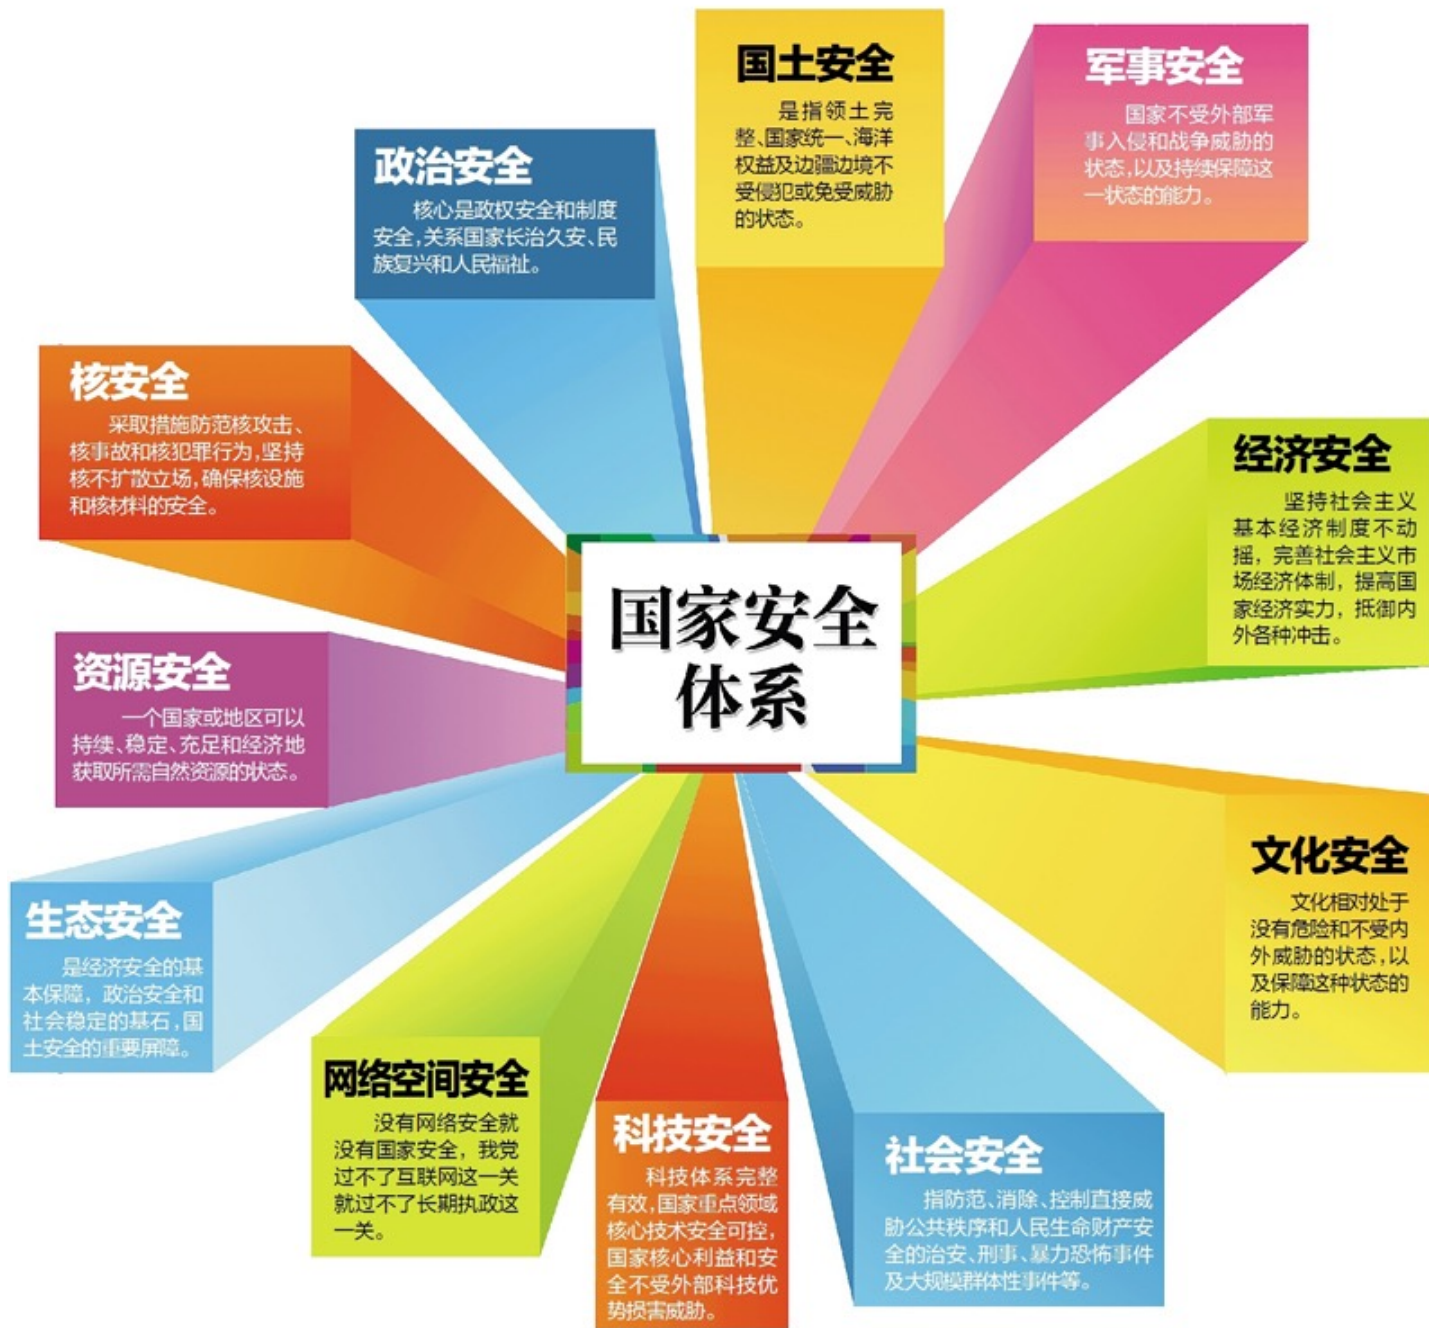 国土安全
是指领土完
整、国家统一、海洋
权益及边疆边境不
受侵犯或免受威胁
的状态。
军事安全
国家不受外部军
事入侵和战争威胁的
状态,以及持续保障这
一状态的能力。
政治安全
核心是政权安全和制度
安全,关系国家长治久安、民
族复兴和人民福祉。
核安全
采取措施防范核攻击、
核事故和核犯罪行为,坚持
核不扩散立场,确保核设施
和核材料的安全。
经济安全
坚持社会主义
基本经济制度不动
摇，完善社会主义市
场经济体制，提高国
家经济实力，抵御内
外各种冲击。
国家安全
体系
资源安全
一个国家或地区可以
持续、稳定、充足和经济地
获取所需自然资源的状态。
文化安全
文化相对处于
没有危险和不受内
外威胁的状态,以
及保障这种状态的
能力。
生态安全
是经济安全的基
本保障，政治安全和
社会稳定的基石,国
土安全的重要屏障。
网络空间安全
没有网络安全就
没有国家安全，我党
过不了互联网这一关
就过不了长期执政这
一关。
科技安全
科技体系完整
有效,国家重点领域
核心技术安全可控,
国家核心利益和安
全不受外部科技优
势损害威胁。
社会安全
指防范、消除、控制直接威
胁公共秩序和人民生命财产安
全的治安、刑事、暴力恐怖事件
及大规模群体性事件等。